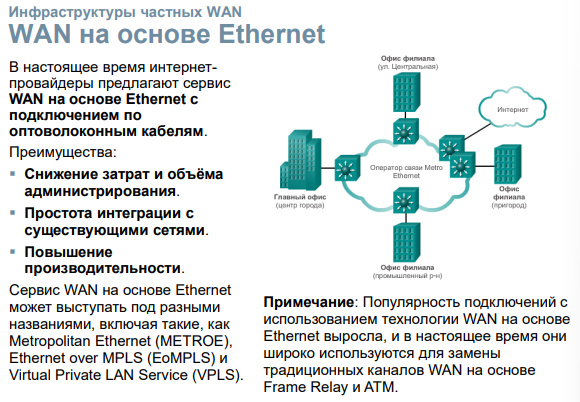 Инфраструктуры частных WAN
WAN на основе Ethernet
В настоящее время интернет-
провайдеры предлагают сервис
WAN на основе Ethernet с
подключением по
оптоволоконным кабелям.
Преимущества:
▪ Снижение затрат и объёма
администрирования.
▪ Простота интеграции с
существующими сетями.
▪ Повышение
производительности.
Сервис WAN на основе Ethernet
может выступать под разными
названиями, включая такие, как
Metropolitan Ethernet (METROE),
Ethernet over MPLS (EoMPLS) и
Virtual Private LAN Service (VPLS).
Офис филиала
(ул. Центральная)
Интернет
Оператор связи Metro
Ethernet
Главный офис
(центр города)
Офис
филиала
(пригород)
Офис филиала
(промышленный р-н)
Примечание: Популярность подключений с
использованием технологии WAN на основе
Ethernet выросла, и в настоящее время они
широко используются для замены
традиционных каналов WAN на основе
Frame Relay и ATM.